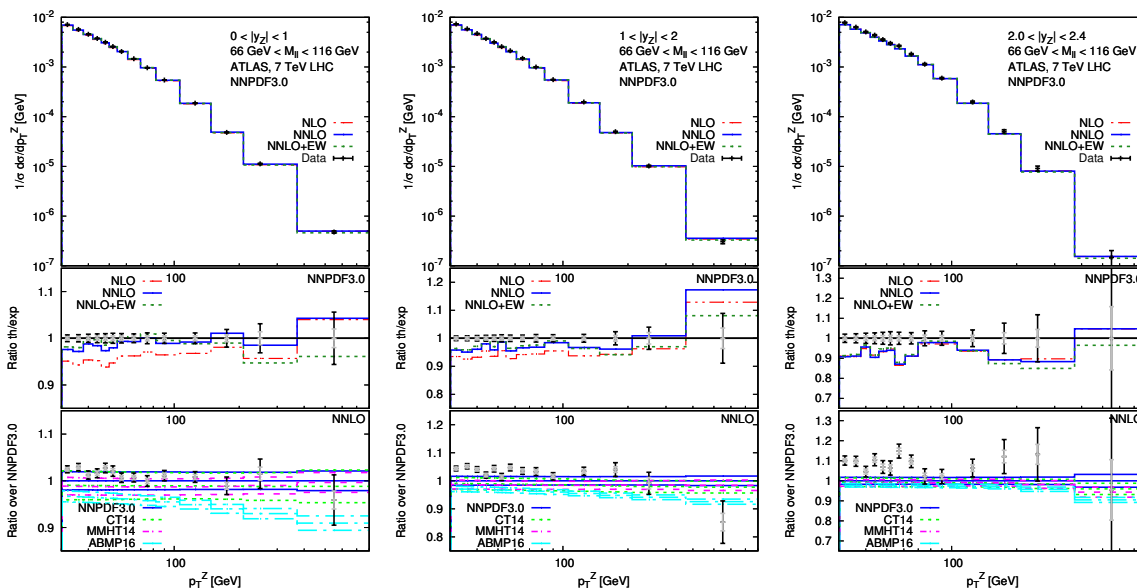 10^-2
10^-3
10^-4
10^-5
10^-6
10^-7
1/σ dσ/dp_T^Z [GeV]
0 < |y_Z| < 1
66 GeV < M_ll < 116 GeV
ATLAS, 7 TeV LHC
NNPDF3.0
NLO
NNLO
NNLO+EW
Data
100
Ratio th/exp
1.1
1
0.9
NLO
NNLO
NNLO+EW
NNPDF3.0
100
Ratio over NNPDF3.0
1.1
1
0.9
NNLO
NNPDF3.0
CT14
MMHT14
ABMP16
100
p_T^Z [GeV]
10^-2
10^-3
10^-4
10^-5
10^-6
10^-7
1/σ dσ/dp_T^Z [GeV]
1 < |y_Z| < 2
66 GeV < M_ll < 116 GeV
ATLAS, 7 TeV LHC
NNPDF3.0
NLO
NNLO
NNLO+EW
Data
100
Ratio th/exp
1.2
1.1
1
0.9
0.8
NLO
NNLO
NNLO+EW
NNPDF3.0
100
Ratio over NNPDF3.0
1.2
1.1
1
0.9
0.8
NNLO
NNPDF3.0
CT14
MMHT14
ABMP16
100
p_T^Z [GeV]
10^-2
10^-3
10^-4
10^-5
10^-6
10^-7
1/σ dσ/dp_T^Z [GeV]
2.0 < |y_Z| < 2.4
66 GeV < M_ll < 116 GeV
ATLAS, 7 TeV LHC
NNPDF3.0
NLO
NNLO
NNLO+EW
Data
100
Ratio th/exp
1.3
1.2
1.1
1
0.9
0.8
0.7
NLO
NNLO
NNLO+EW
NNPDF3.0
100
Ratio over NNPDF3.0
1.3
1.2
1.1
1
0.9
0.8
0.7
NNLO
NNPDF3.0
CT14
MMHT14
ABMP16
100
p_T^Z [GeV]